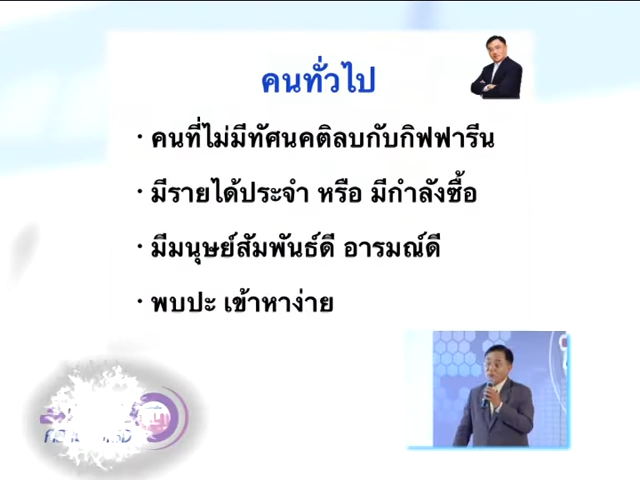 คนทั่วไป
· คนที่ไม่มีทัศนคติลบกับกิฟฟารีน
· มีรายได้ประจำ หรือ มีกำลังซื้อ
· มีมนุษย์สัมพันธ์ดี อารมณ์ดี
· พบปะ เข้าหาง่าย